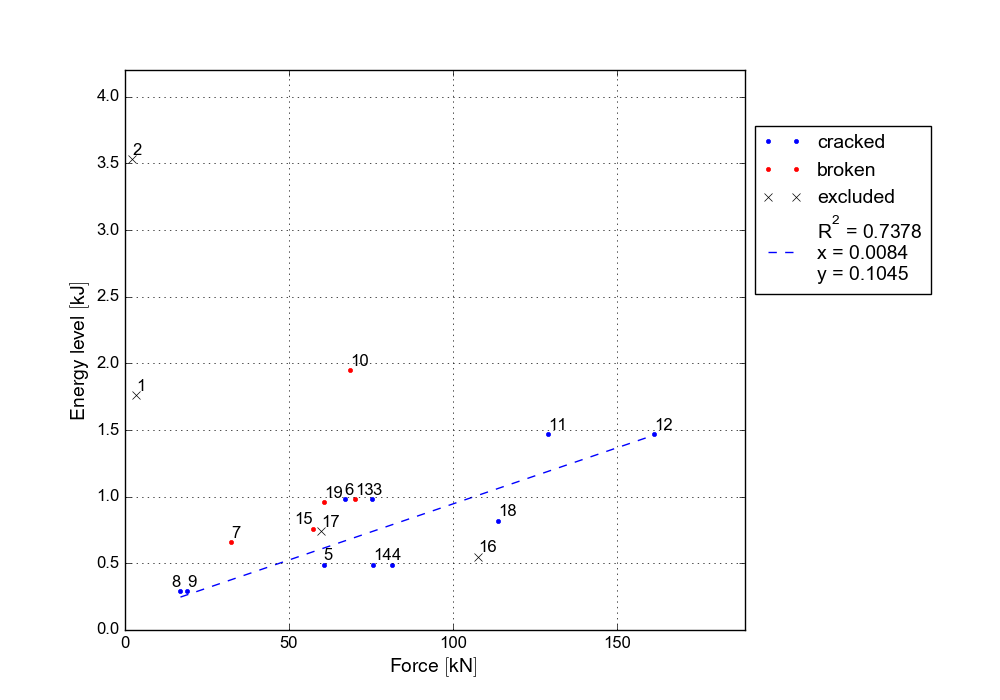 4.0
3.5
3.0
2.5
2.0
1.5
1.0
0.5
0.0
Energy level [kJ]
2
1
10
11
12
19 6 133
15 17
18
7
16
5 144
8 9
0 50 100 150
Force [kN]
cracked
broken
excluded
R² = 0.7378
x = 0.0084
y = 0.1045